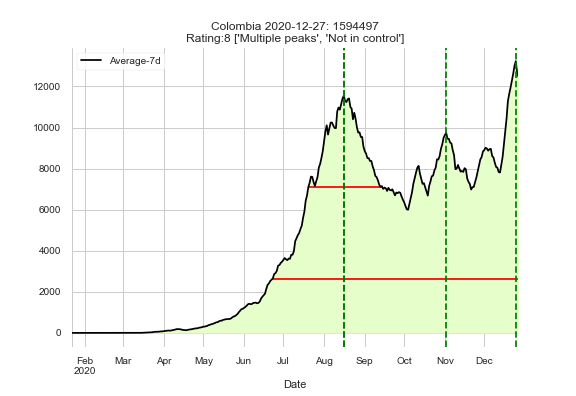 Colombia 2020-12-27: 1594497
Rating:8 ['Multiple peaks', 'Not in control']
Average-7d
12000
10000
8000
6000
4000
2000
0
Feb Mar Apr May Jun Jul Aug Sep Oct Nov Dec
2020
Date